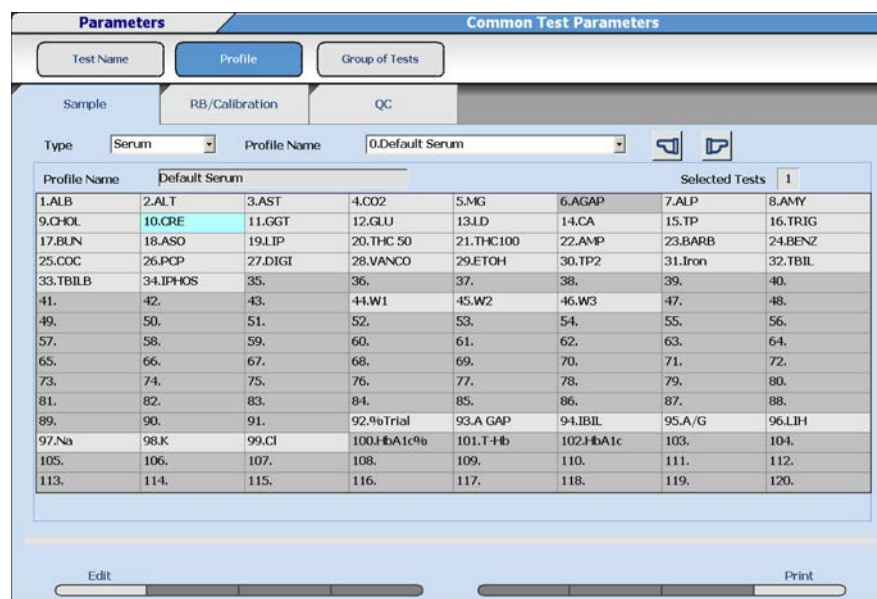 Parameters Common Test Parameters
Test Name Profile Group of Tests
Sample RB/Calibration QC
Type Serum Profile Name 0.Default Serum
Profile Name Default Serum Selected Tests 1
1.ALB 2.ALT 3.AST 4.CO2 5.MG 6.AGAP 7.ALP 8.AMY
9.CHOL 10.CRE 11.GGT 12.GLU 13.LD 14.CA 15.TP 16.TRIG
17.BUN 18.ASO 19.LIP 20.THC 50 21.THC100 22.AMP 23.BARB 24.BENZ
25.COC 26.PCP 27.DIGI 28.VANCO 29.ETOH 30.TP2 31.Iron 32.TBIL
33.TBILB 34.IPHOS 35. 36. 37. 38. 39. 40.
41. 42. 43. 44.W1 45.W2 46.W3 47. 48.
49. 50. 51. 52. 53. 54. 55. 56.
57. 58. 59. 60. 61. 62. 63. 64.
65. 66. 67. 68. 69. 70. 71. 72.
73. 74. 75. 76. 77. 78. 79. 80.
81. 82. 83. 84. 85. 86. 87. 88.
89. 90. 91. 92.%Trial 93.A GAP 94.IBIL 95.A/G 96.LIH
97.Na 98.K 99.Cl 100.HbA1c% 101.T-Hb 102.HbA1c 103. 104.
105. 106. 107. 108. 109. 110. 111. 112.
113. 114. 115. 116. 117. 118. 119. 120.
Edit Print